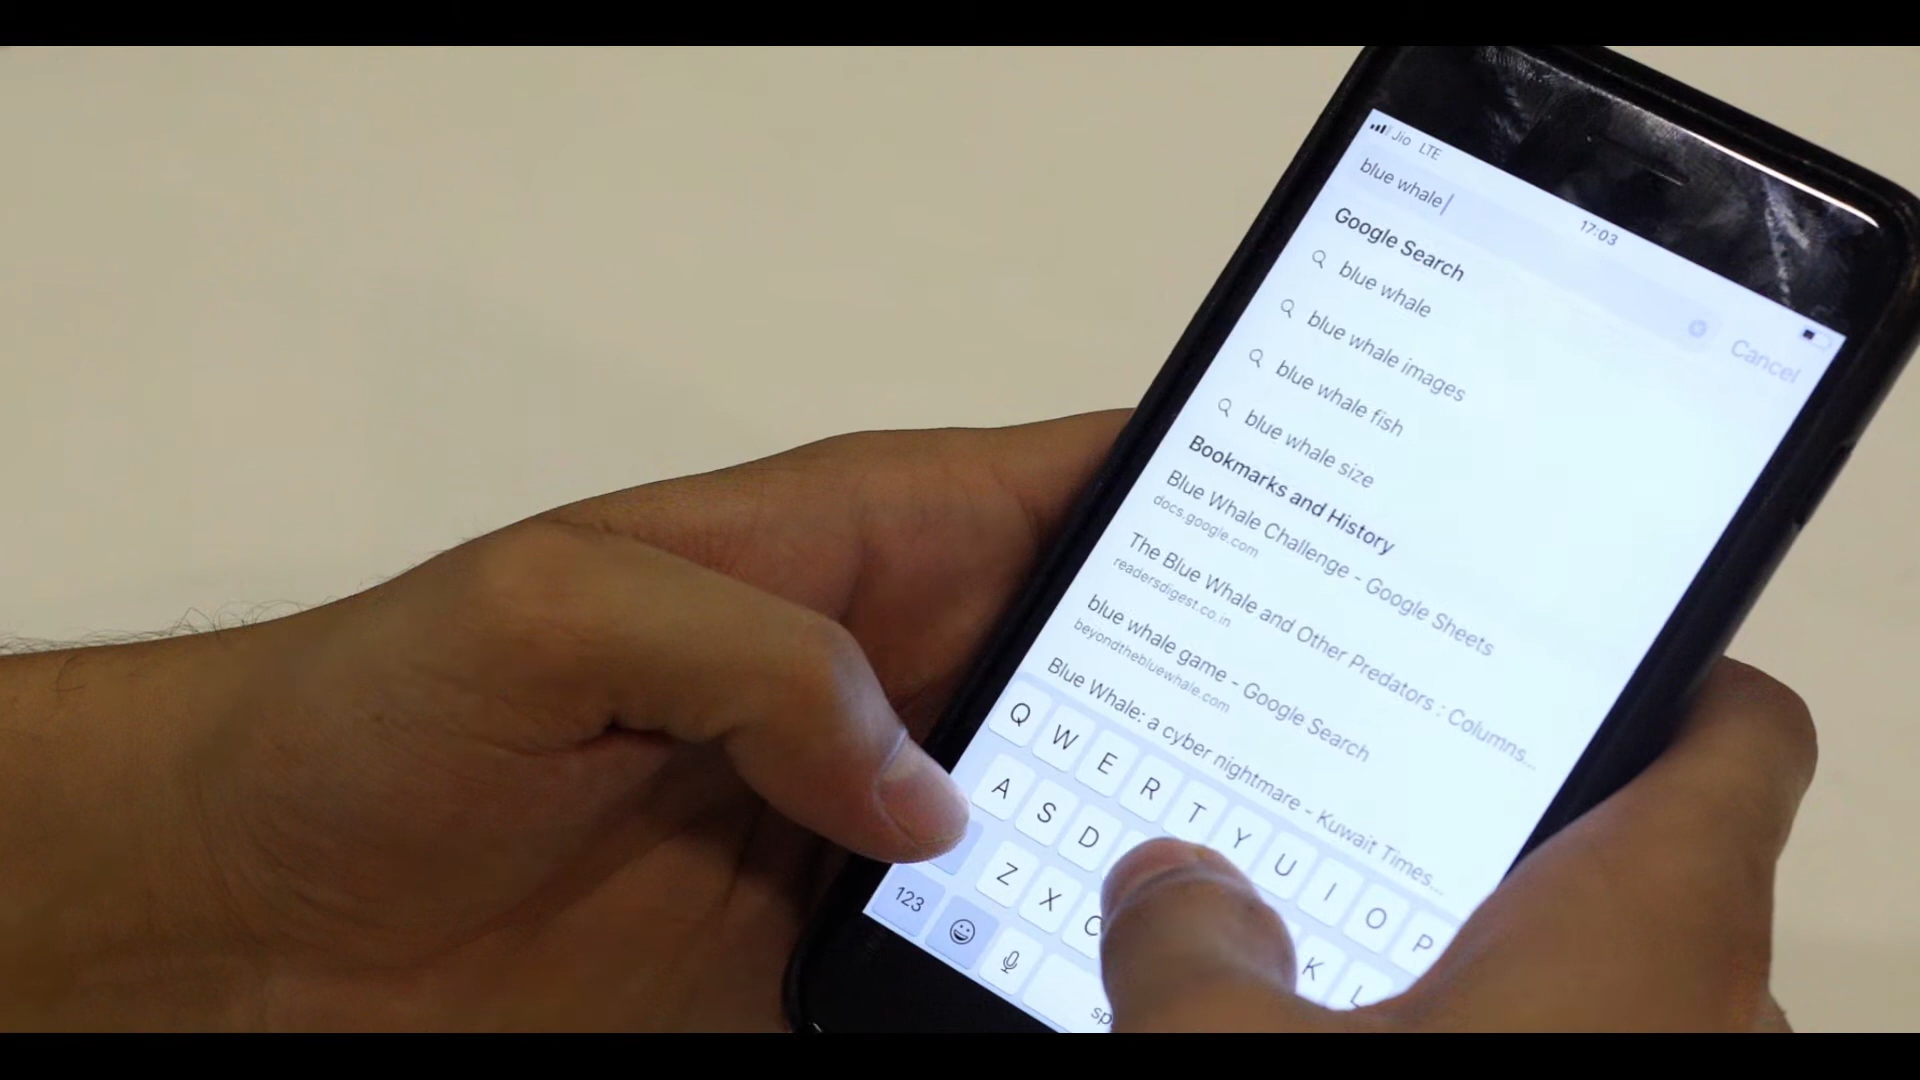 Jio LTE
17:03
blue whale
Cancel
Google Search
blue whale
blue whale images
blue whale fish
blue whale size
Bookmarks and History
Blue Whale Challenge - Google Sheets
docs.google.com
The Blue Whale and Other Predators : Columns...
readersdigest.co.in
blue whale game - Google Search
beyondthebluewhale.com
Blue Whale: a cyber nightmare - Kuwait Times...
Q W E R T Y U I O P
A S D K L
Z X C
123
sp